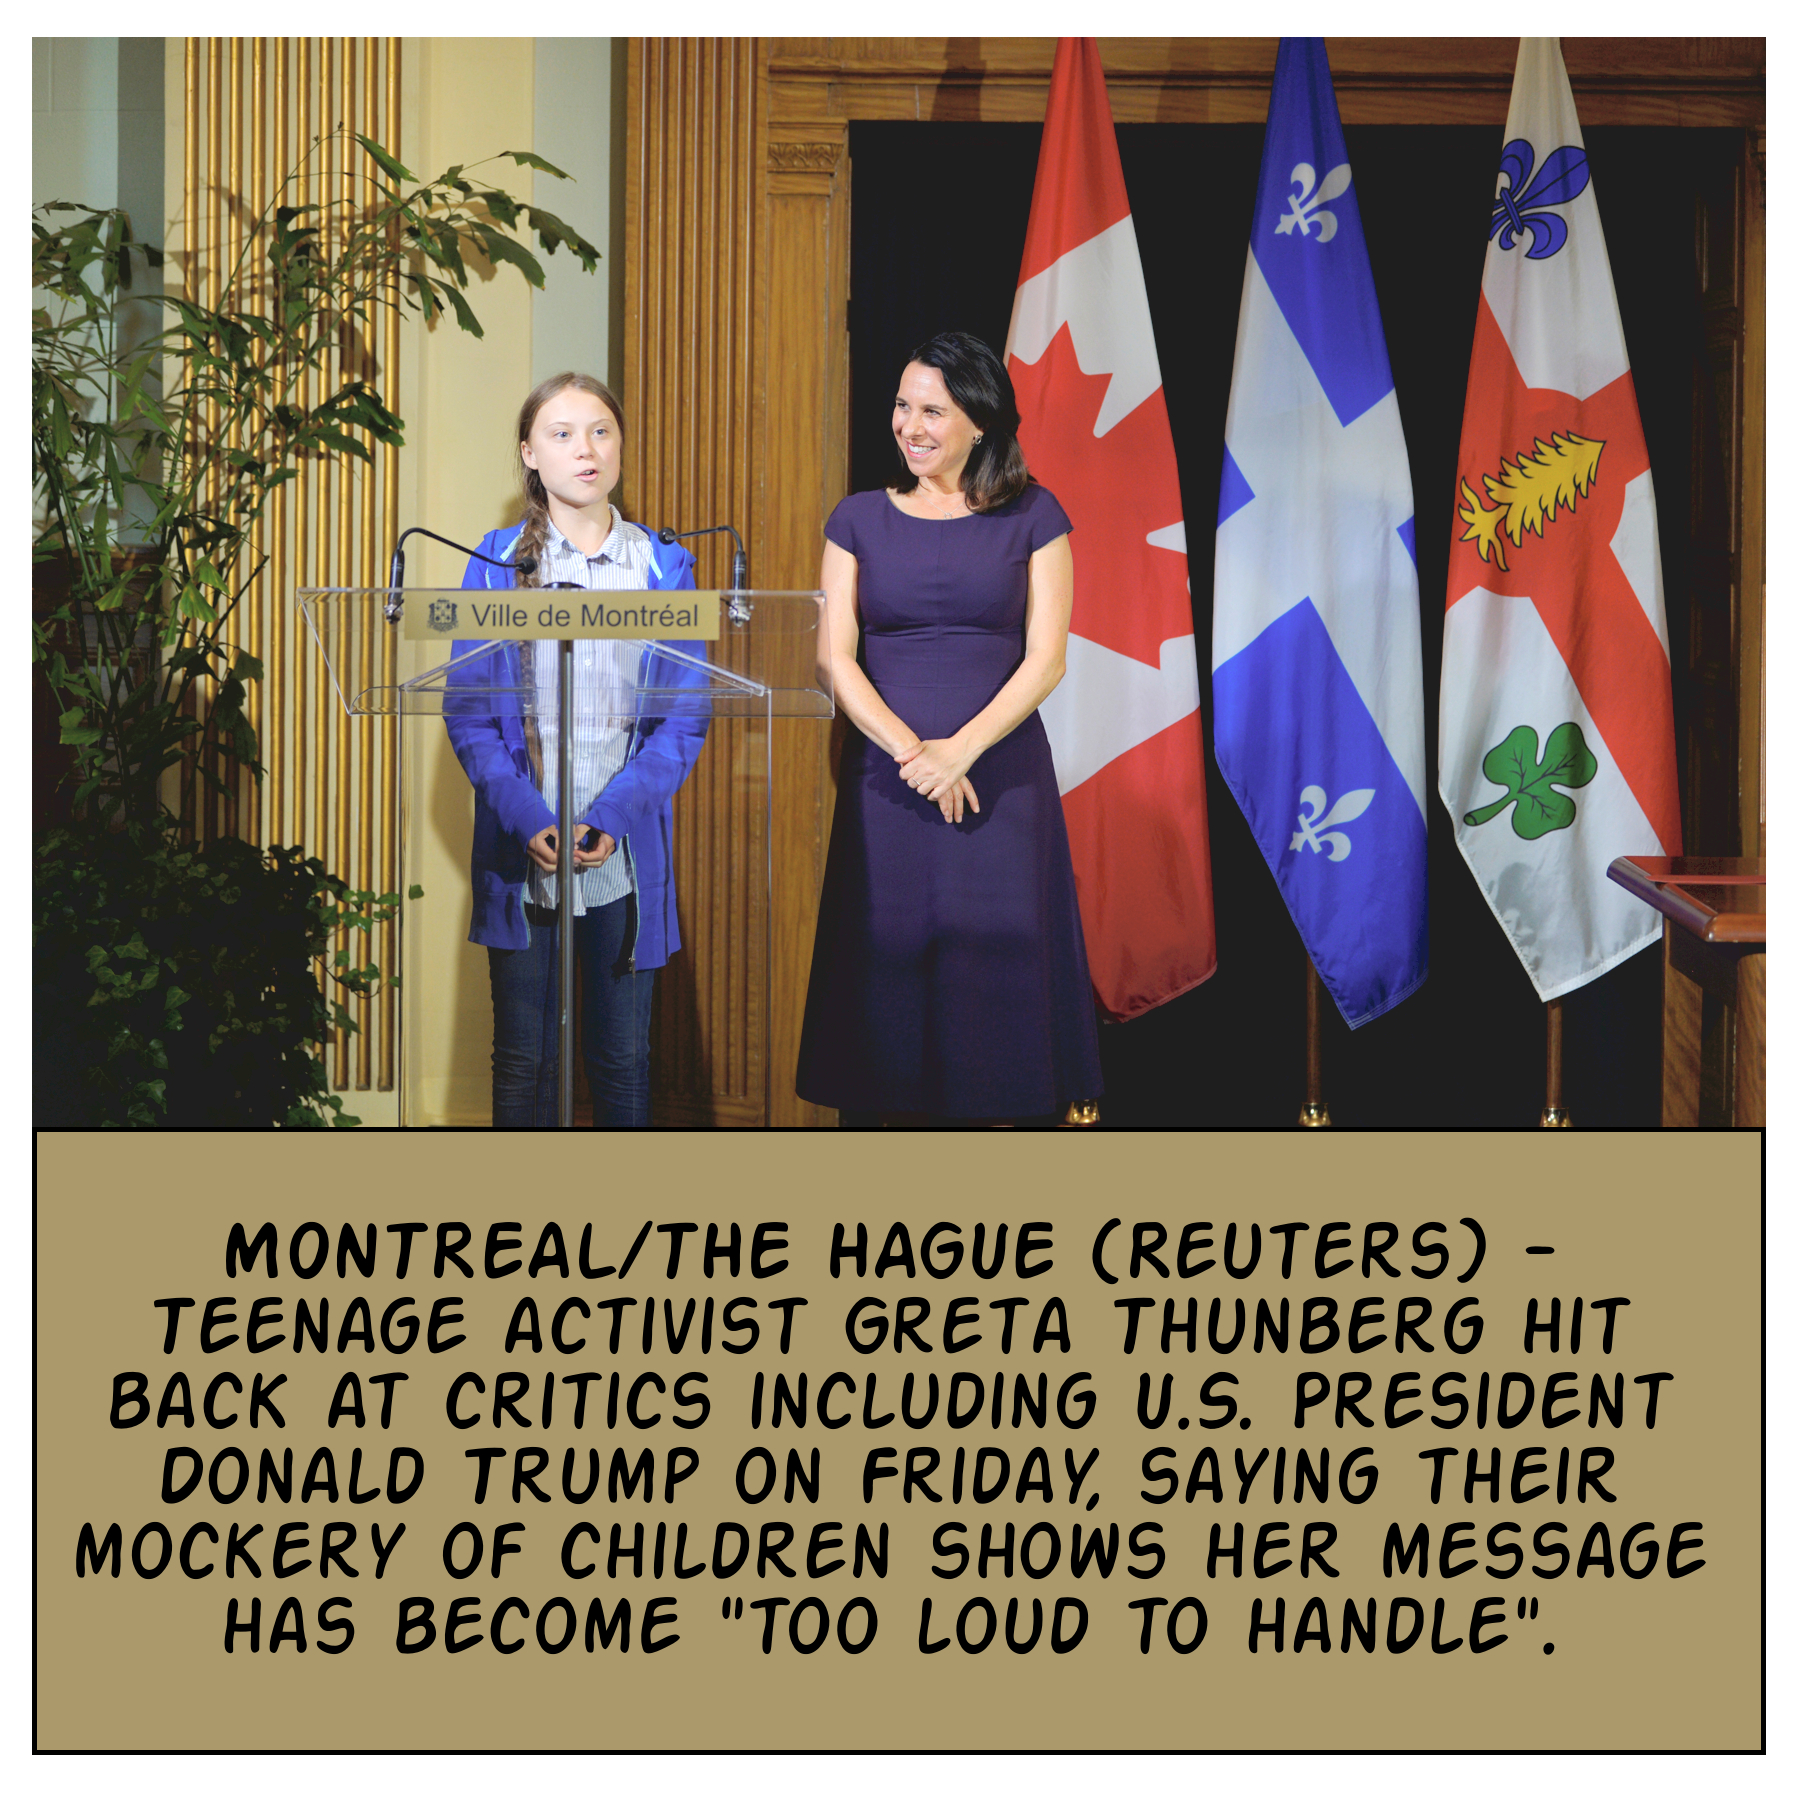 Ville de Montréal
MONTREAL/THE HAGUE (REUTERS) -
TEENAGE ACTIVIST GRETA THUNBERG HIT
BACK AT CRITICS INCLUDING U.S. PRESIDENT
DONALD TRUMP ON FRIDAY, SAYING THEIR
MOCKERY OF CHILDREN SHOWS HER MESSAGE
HAS BECOME "TOO LOUD TO HANDLE".